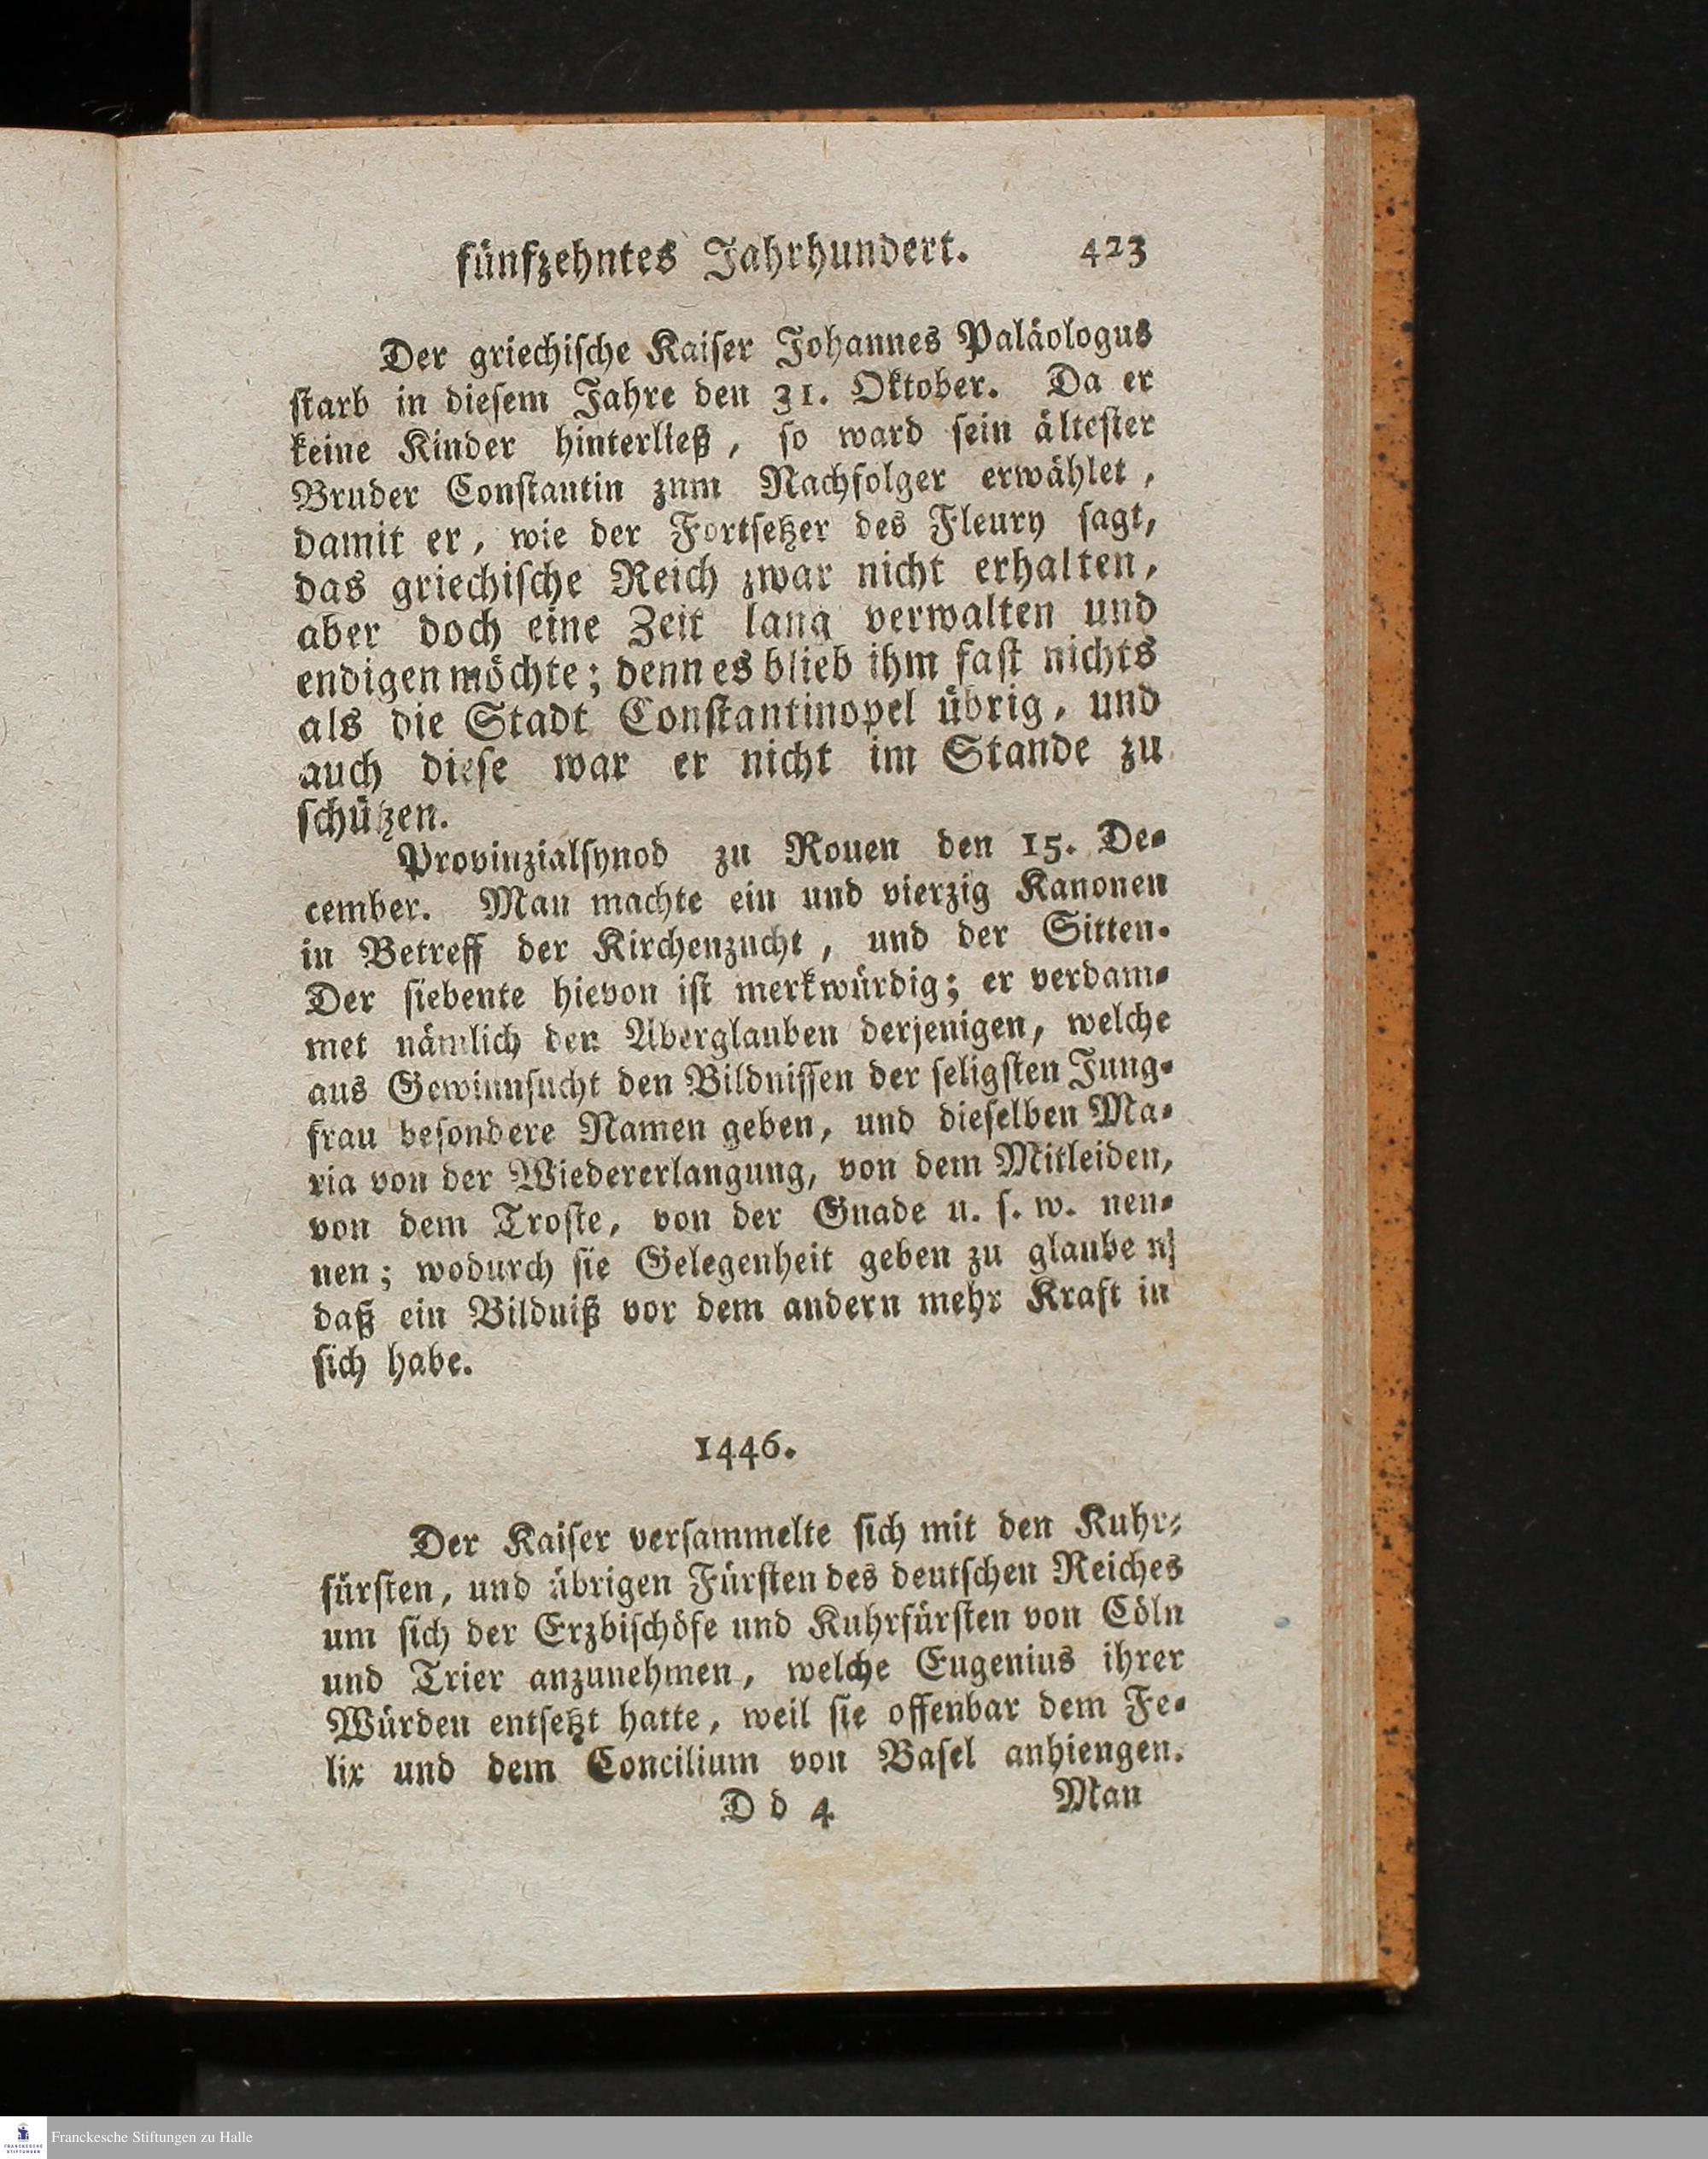 fünfzehntes Jahrhundert. 423
Der griechische Kaiser Johannes Paläologus
starb in diesem Jahre den 31. Oktober. Da er
keine Kinder hinterließ, so ward sein ältester
Bruder Constantin zum Nachfolger erwählet,
damit er, wie der Fortsetzer des Fleury sagt,
das griechische Reich zwar nicht erhalten,
aber doch eine Zeit lang verwalten und
endigen möchte; denn es blieb ihm fast nichts
als die Stadt Constantinopel übrig, und
auch diese war er nicht im Stande zu
schützen.
Provinzialsynod zu Rouen den 15. De-
cember. Man machte ein und vierzig Kanonen
in Betreff der Kirchenzucht, und der Sitten.
Der siebente hievon ist merkwürdig; er verdam-
met nämlich den Aberglauben derjenigen, welche
aus Gewinnsucht den Bildnissen der seligsten Jung-
frau besondere Namen geben, und dieselben Ma-
ria von der Wiedererlangung, von dem Mitleiden,
von dem Troste, von der Gnade u. s. w. nen-
nen; wodurch sie Gelegenheit geben zu glauben
daß ein Bildniß vor dem andern mehr Kraft in
sich habe.
1446.
Der Kaiser versammelte sich mit den Kuhr-
fürsten, und übrigen Fürsten des deutschen Reiches
um sich der Erzbischöfe und Kuhrfürsten von Cöln
und Trier anzunehmen, welche Eugenius ihrer
Würden entsetzt hatte, weil sie offenbar dem Fe-
lix und dem Concilium von Basel anhiengen.
D d 4 Man
FRANCKESCHE
STIFTUNGEN
Franckesche Stiftungen zu Halle